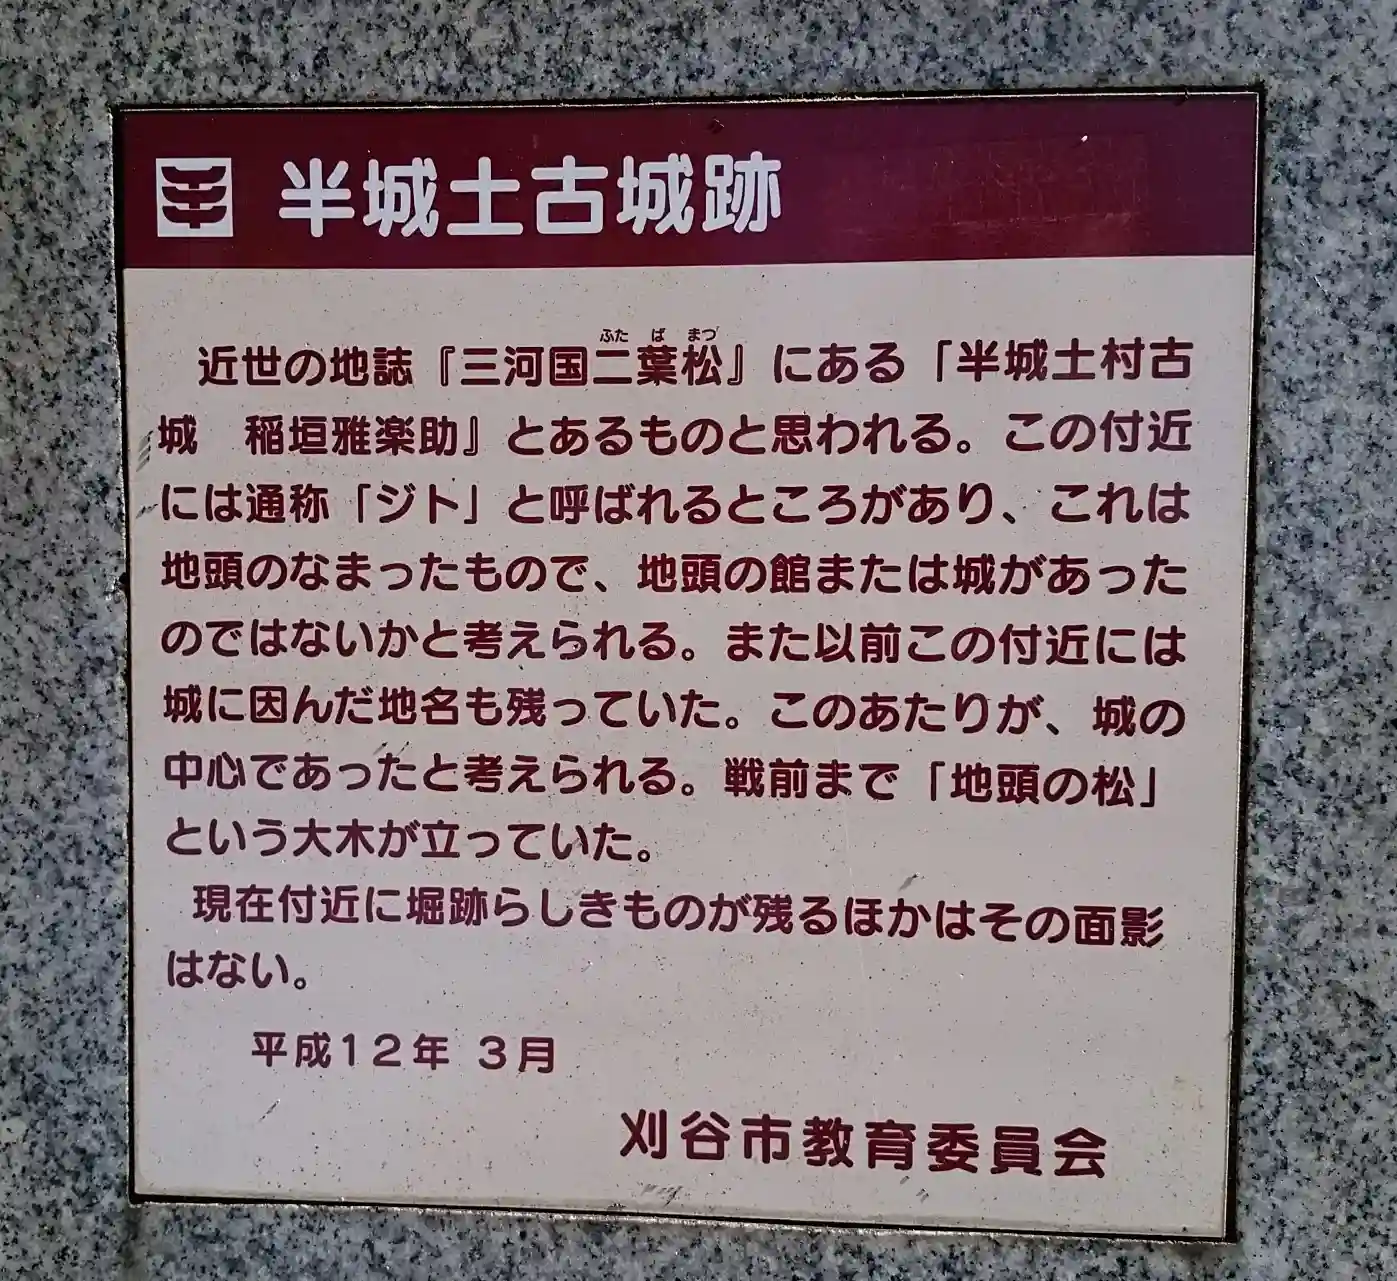 半城土古城跡
近世の地誌『三河国二葉松』にある「半城土村古
城　稲垣雅楽助』とあるものと思われる。この付近
には通称「ジト」と呼ばれるところがあり、これは
地頭のなまったもので、地頭の館または城があった
のではないかと考えられる。また以前この付近には
城に因んだ地名も残っていた。このあたりが、城の
中心であったと考えられる。戦前まで「地頭の松」
という大木が立っていた。
現在付近に堀跡らしきものが残るほかはその面影
はない。
平成12年 3月
刈谷市教育委員会